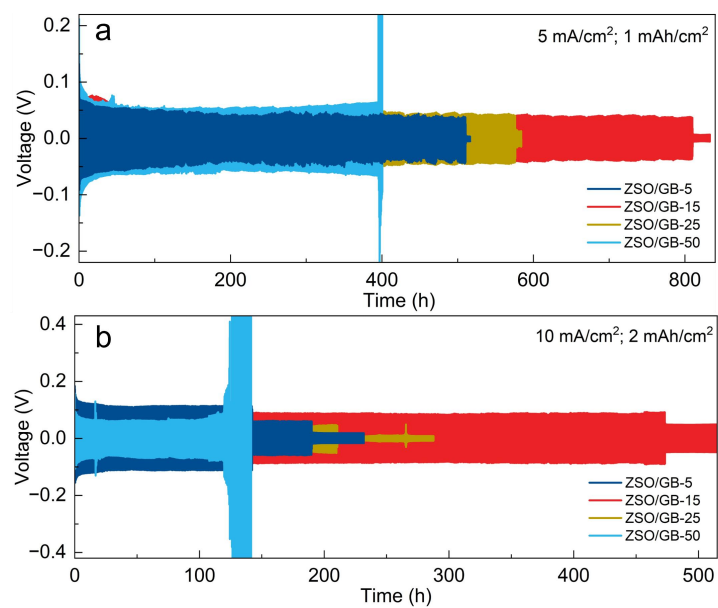 a
5 mA/cm²; 1 mAh/cm²
0.2
0.1
0.0
−0.1
−0.2
Voltage (V)
ZSO/GB-5
ZSO/GB-15
ZSO/GB-25
ZSO/GB-50
0 200 400 600 800
Time (h)
b
10 mA/cm²; 2 mAh/cm²
0.4
0.2
0.0
−0.2
−0.4
Voltage (V)
ZSO/GB-5
ZSO/GB-15
ZSO/GB-25
ZSO/GB-50
0 100 200 300 400 500
Time (h)